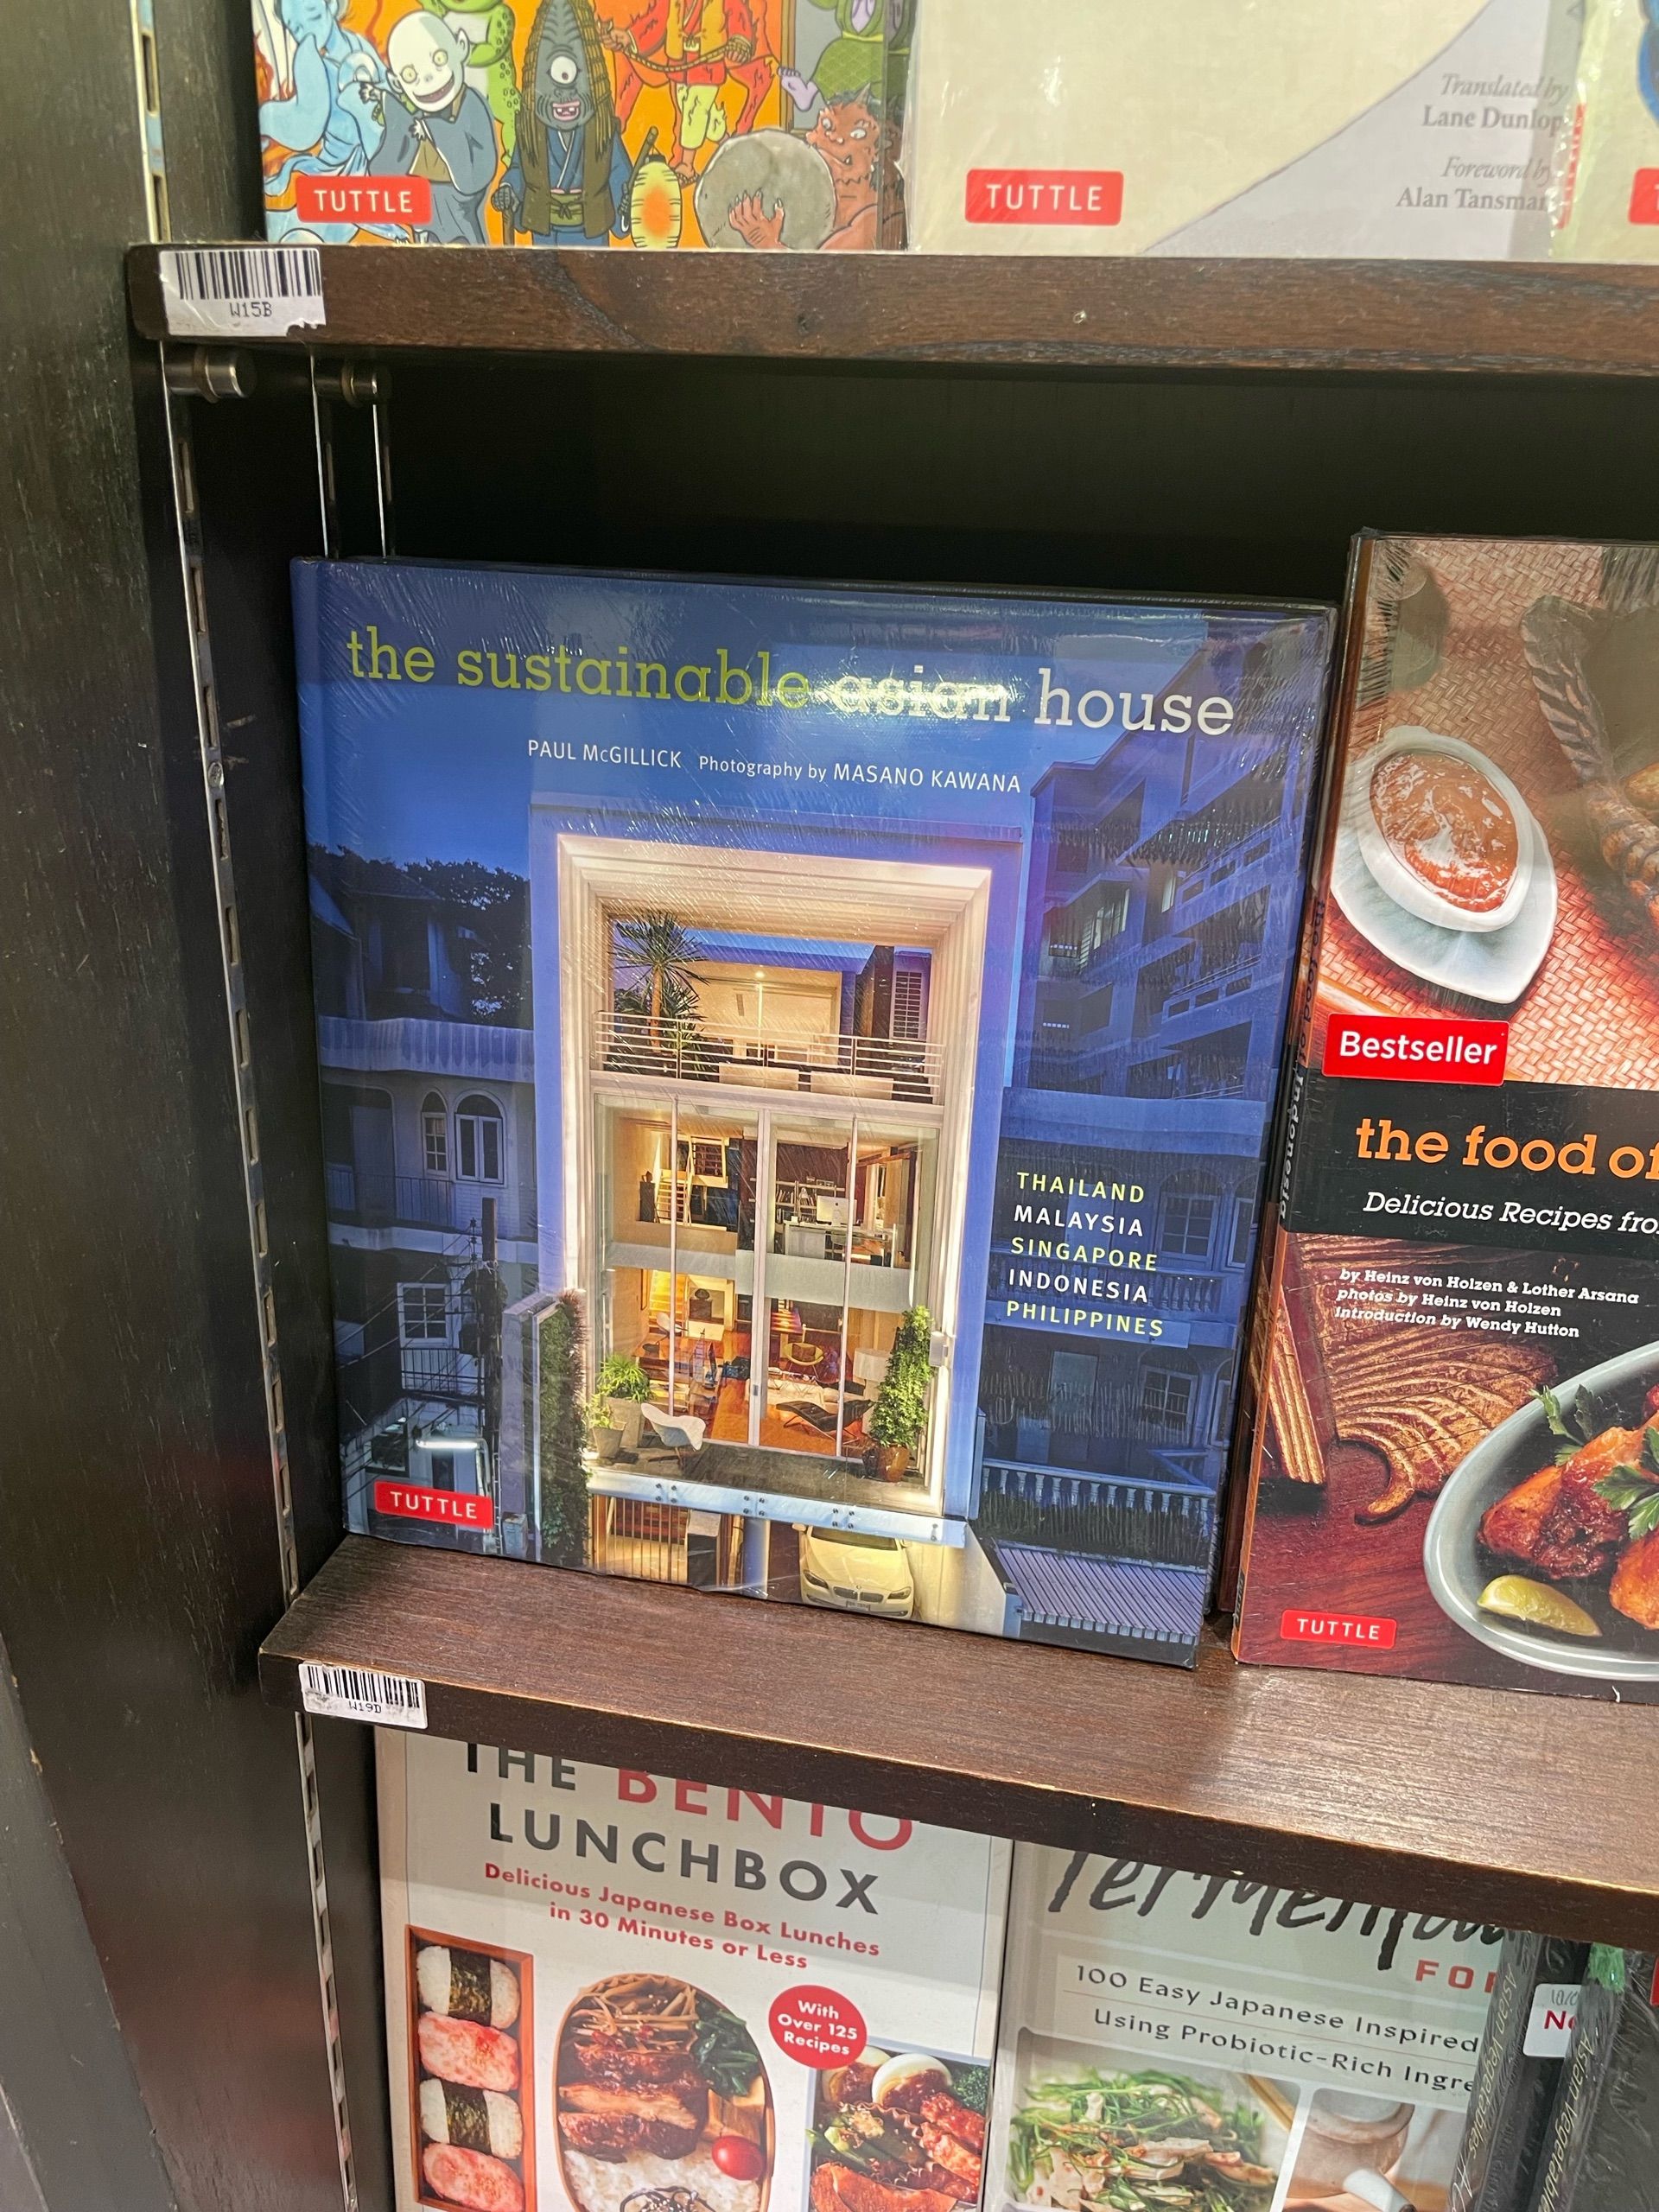 TUTTLE
TUTTLE
Translated by
Lane Dunlop
Foreword by
Alan Tansman
W15B
the sustainable asian house
PAUL McGILLICK Photography by MASANO KAWANA
THAILAND
MALAYSIA
SINGAPORE
INDONESIA
PHILIPPINES
TUTTLE
Bestseller
the food of
Delicious Recipes fro
by Heinz von Holzen & Lother Arsana
photos by Heinz von Holzen
Introduction by Wendy Hutton
TUTTLE
W19D
THE BENTO
LUNCHBOX
Delicious Japanese Box Lunches
in 30 Minutes or Less
With
Over 125
Recipes
FOR
100 Easy Japanese Inspired
Using Probiotic-Rich Ingre
Asian Vegetables